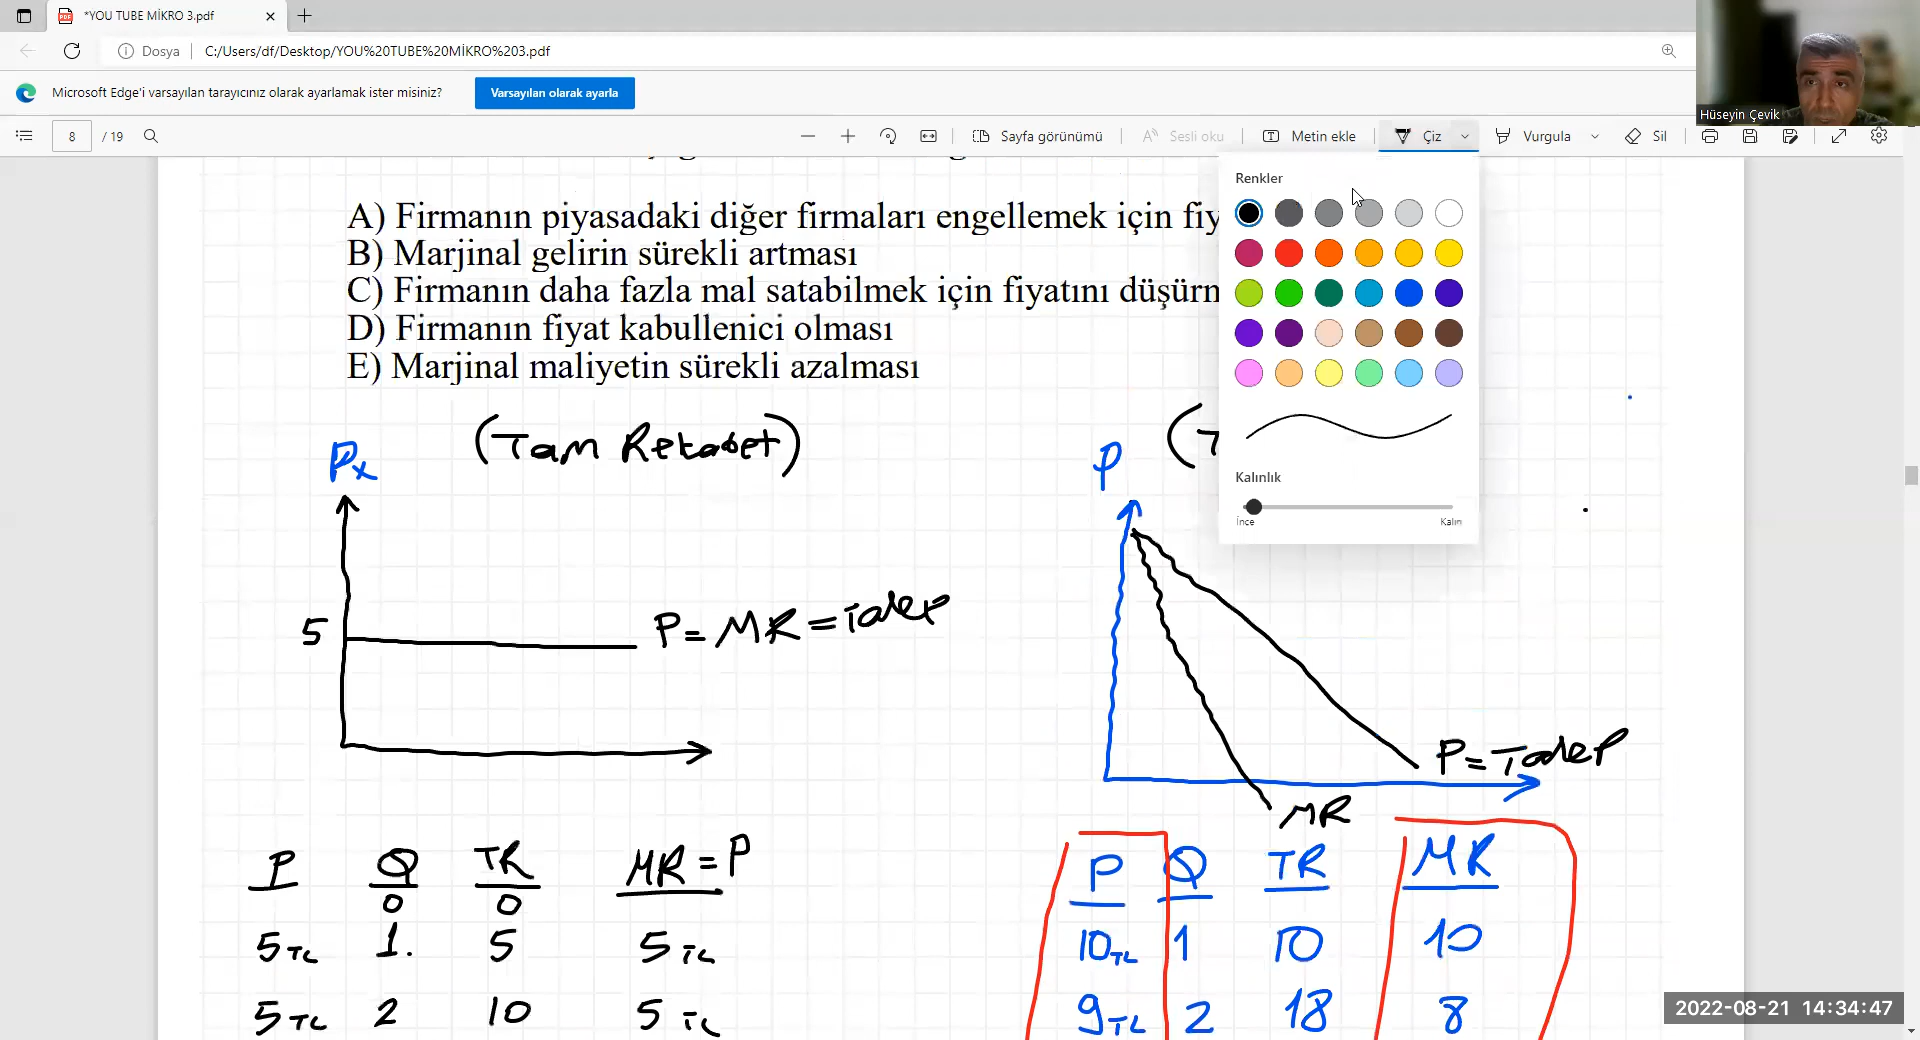 *YOU TUBE MİKRO 3.pdf
Dosya
C:/Users/df/Desktop/YOU%20TUBE%20MİKRO%203.pdf
Microsoft Edge'i varsayılan tarayıcınız olarak ayarlamak ister misiniz?
Varsayılan olarak ayarla
Hüseyin Çevik
8 / 19
Sayfa görünümü
Sesli oku
Metin ekle
Çiz
Vurgula
Sil
Renkler
Kalınlık
İnce
Kalın
A) Firmanın piyasadaki diğer firmaları engellemek için
B) Marjinal gelirin sürekli artması
C) Firmanın daha fazla mal satabilmek için fiyatını
D) Firmanın fiyat kabullenici olması
E) Marjinal maliyetin sürekli azalması
(Tam Rekabet)
Px
5
P = MR = Talep
P
P = Talep
MR
P Q TR MR = P
0 0
5TL 1. 5 5TL
5TL 2 10 5TL
P Q TR MR
10TL 1 10 10
9TL 2 18 8
2022-08-21 14:34:47